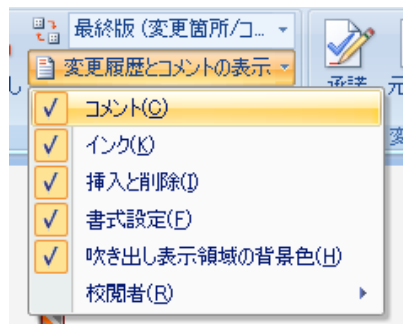 最終版 (変更箇所/コ...
変更履歴とコメントの表示
承諾
コメント(C)
インク(K)
挿入と削除(I)
書式設定(F)
吹き出し表示領域の背景色(H)
校閲者(R)